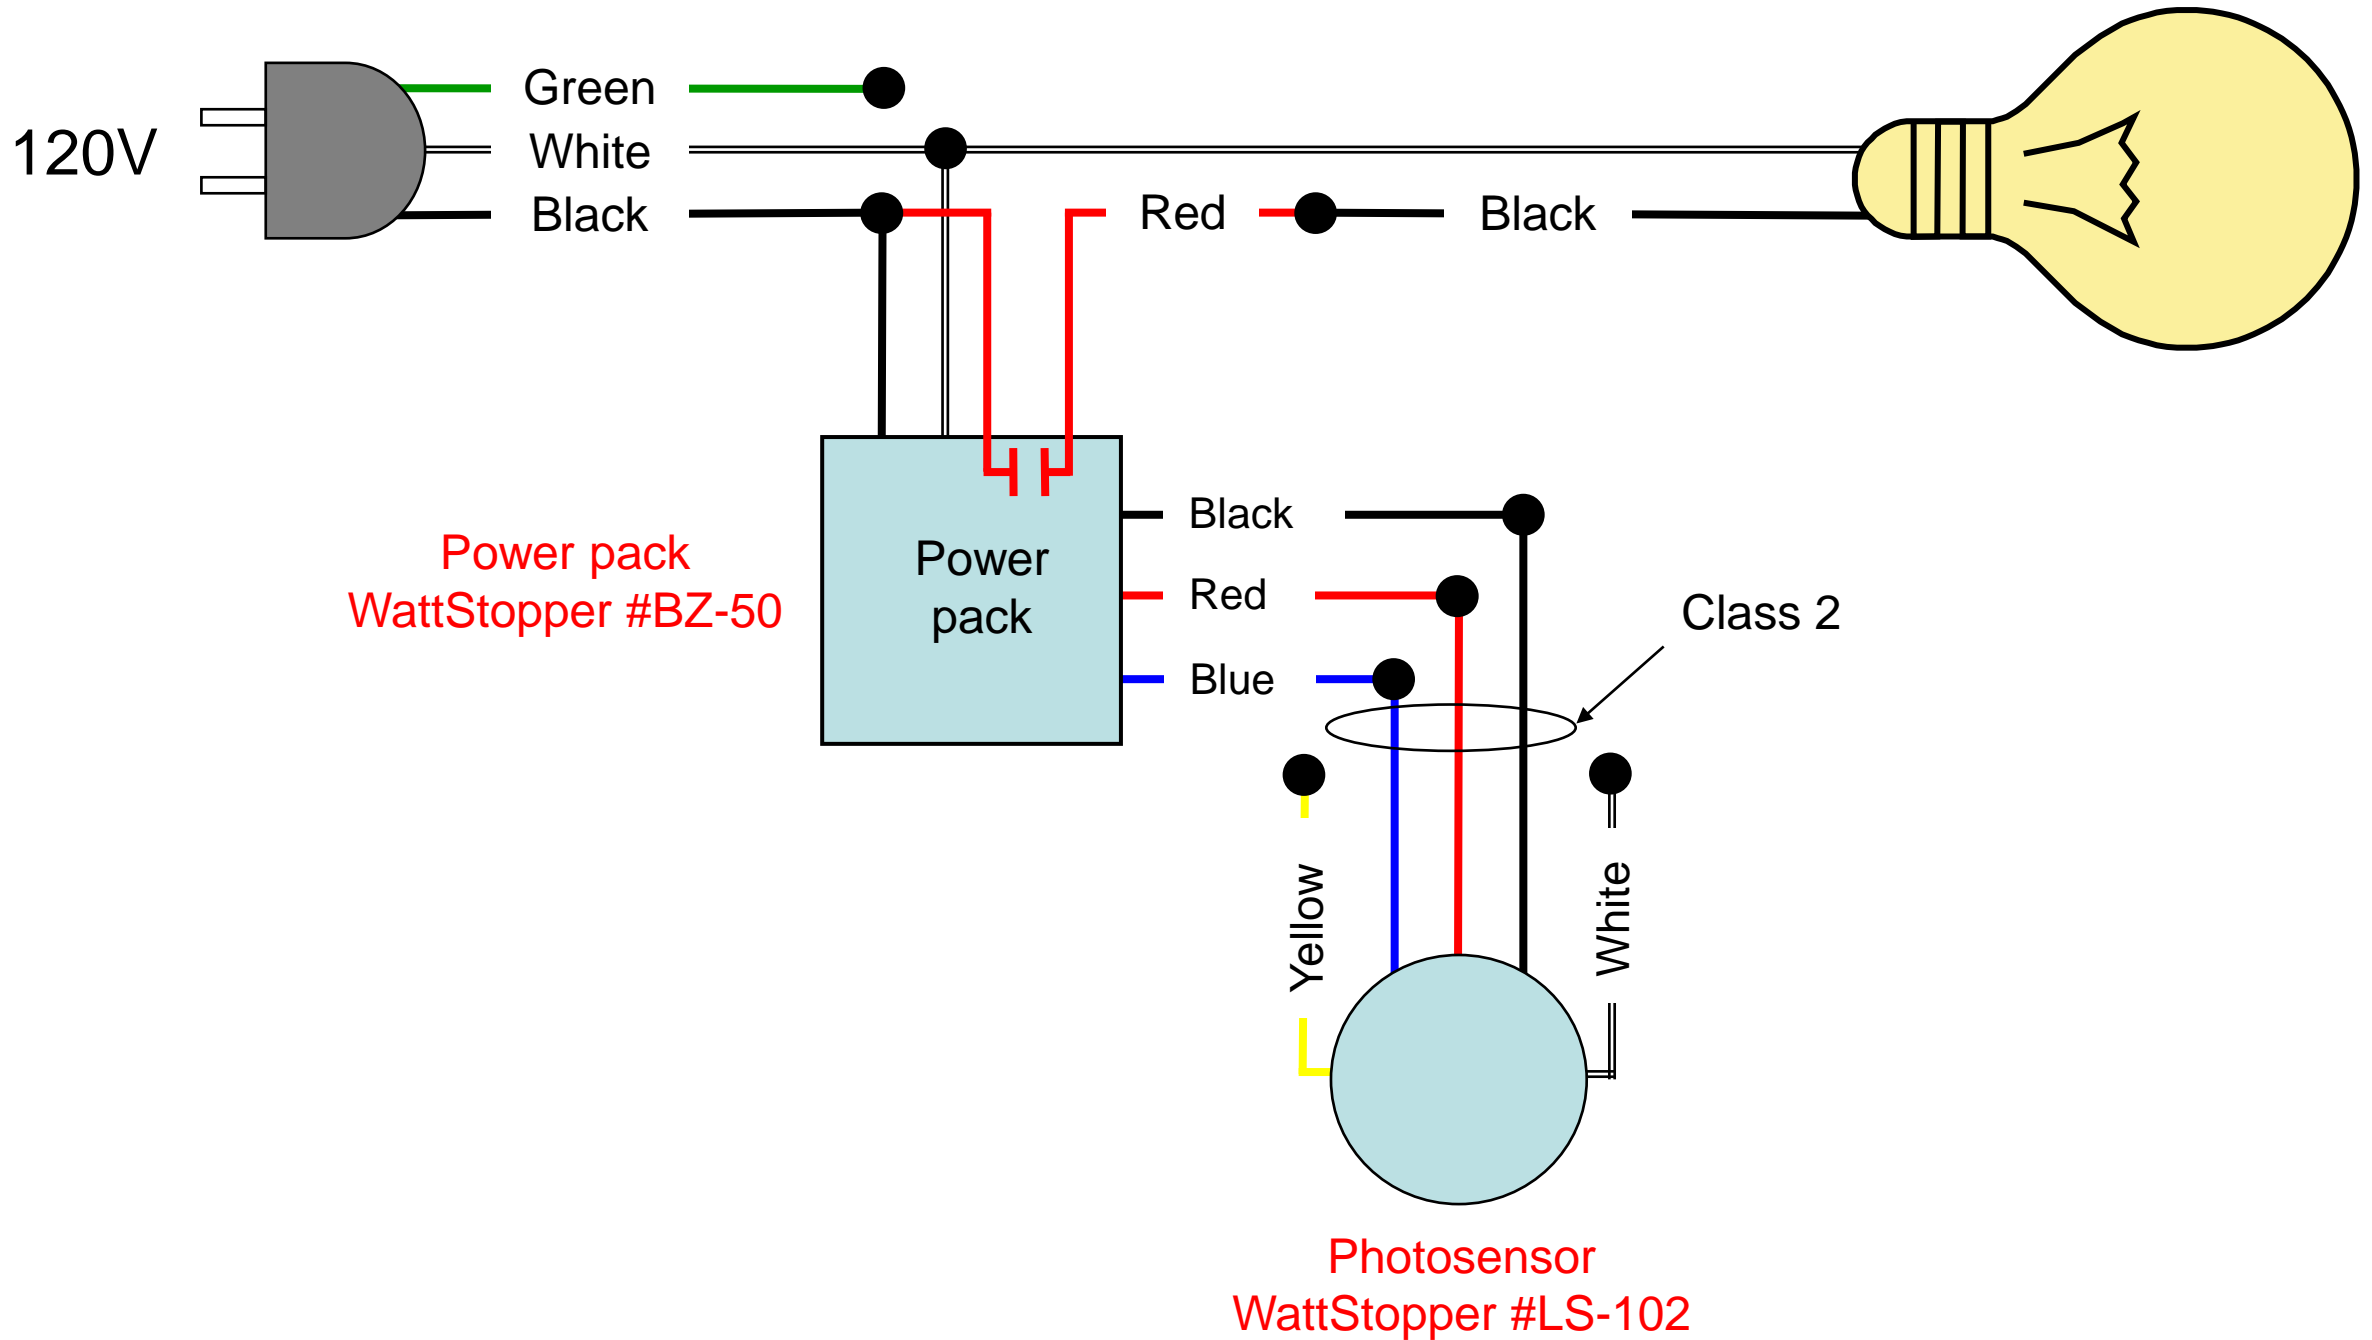 Green
120V
White
Black
Red
Black
Black
Power pack
WattStopper #BZ-50
Power
pack
Red
Class 2
Blue
Yellow
White
Photosensor
WattStopper #LS-102